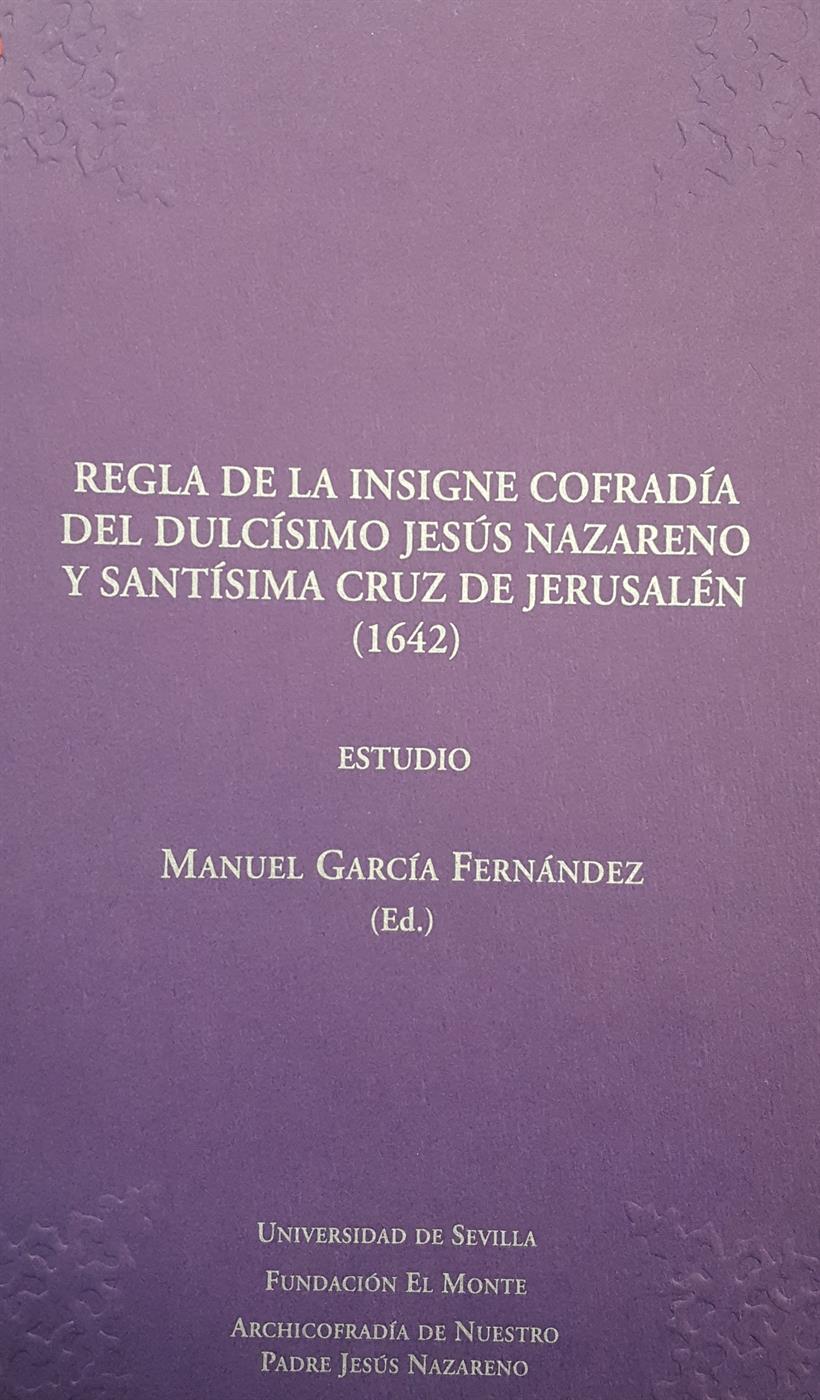 REGLA DE LA INSIGNE COFRADÍA
DEL DULCÍSIMO JESÚS NAZARENO
Y SANTÍSIMA CRUZ DE JERUSALÉN
(1642)
ESTUDIO
MANUEL GARCÍA FERNÁNDEZ
(Ed.)
UNIVERSIDAD DE SEVILLA
FUNDACIÓN EL MONTE
ARCHICOFRADÍA DE NUESTRO
PADRE JESÚS NAZARENO